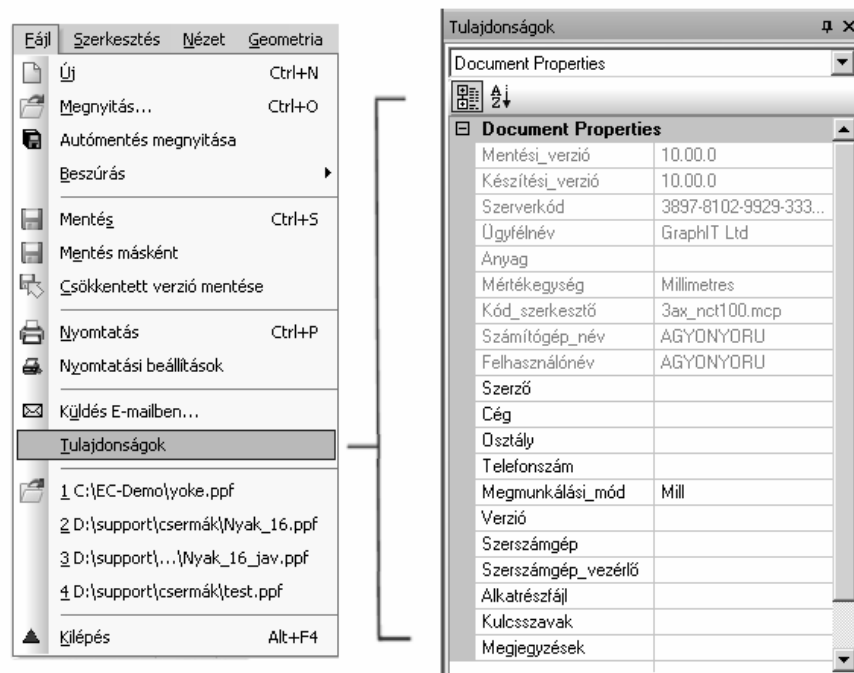 Fájl Szerkesztés Nézet Geometria
Új Ctrl+N
Megnyitás... Ctrl+O
Autómentés megnyitása
Beszúrás
Mentés Ctrl+S
Mentés másként
Csökkentett verzió mentése
Nyomtatás Ctrl+P
Nyomtatási beállítások
Küldés E-mailben...
Tulajdonságok
1 C:\EC-Demo\yoke.ppf
2 D:\support\csermák\Nyak_16.ppf
3 D:\support\...\Nyak_16_jav.ppf
4 D:\support\csermák\test.ppf
Kilépés Alt+F4
Tulajdonságok
Document Properties
Document Properties
Mentési_verzió 10.00.0
Készítési_verzió 10.00.0
Szerverkód 3897-8102-9929-333...
Ügyfélnév GraphIT Ltd
Anyag
Mértékegység Millimetres
Kód_szerkesztő 3ax_nct100.mcp
Számítógép_név AGYONYORU
Felhasználónév AGYONYORU
Szerző
Cég
Osztály
Telefonszám
Megmunkálási_mód Mill
Verzió
Szerszámgép
Szerszámgép_vezérlő
Alkatrészfájl
Kulcsszavak
Megjegyzések